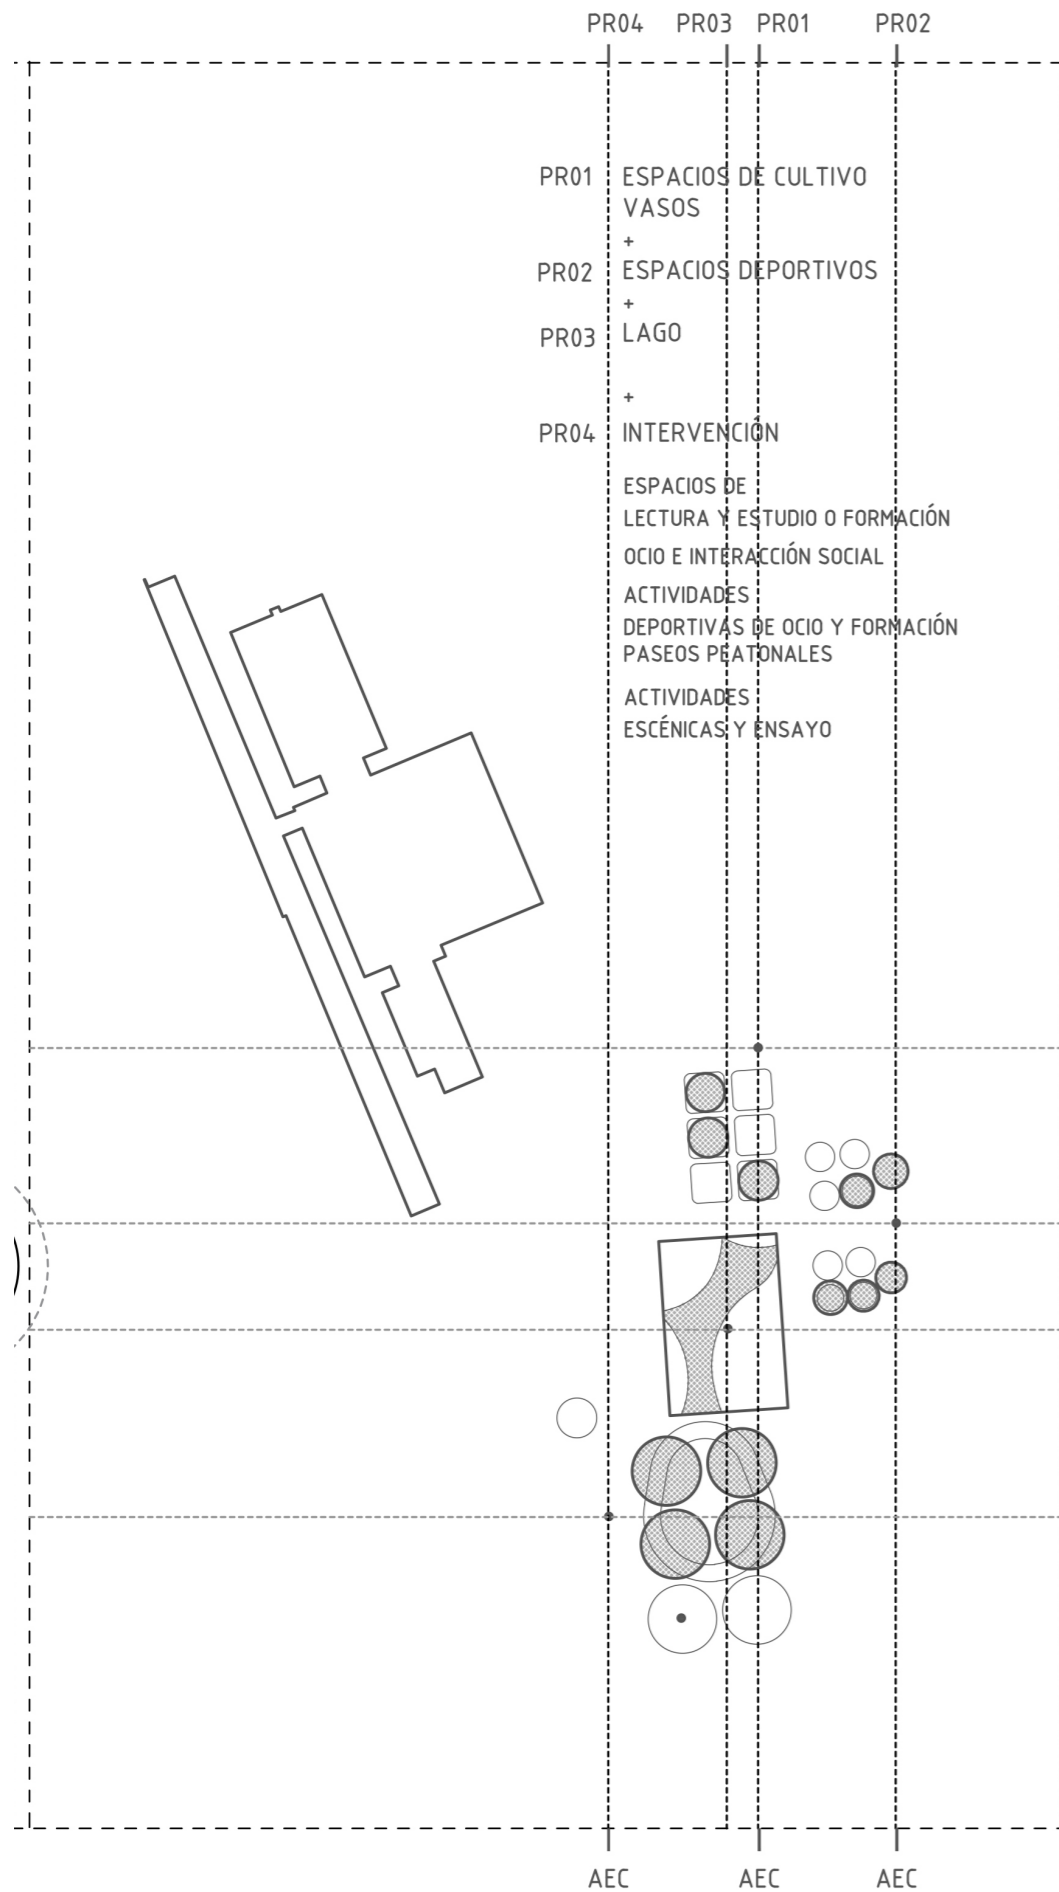 PR04 PR03 PR01 PR02
PR01 ESPACIOS DE CULTIVO
VASOS
+
PR02 ESPACIOS DEPORTIVOS
+
PR03 LAGO
+
PR04 INTERVENCIÓN
ESPACIOS DE
LECTURA Y ESTUDIO O FORMACIÓN
OCIO E INTERACCIÓN SOCIAL
ACTIVIDADES
DEPORTIVAS DE OCIO Y FORMACIÓN
PASEOS PEATONALES
ACTIVIDADES
ESCÉNICAS Y ENSAYO
AEC AEC AEC